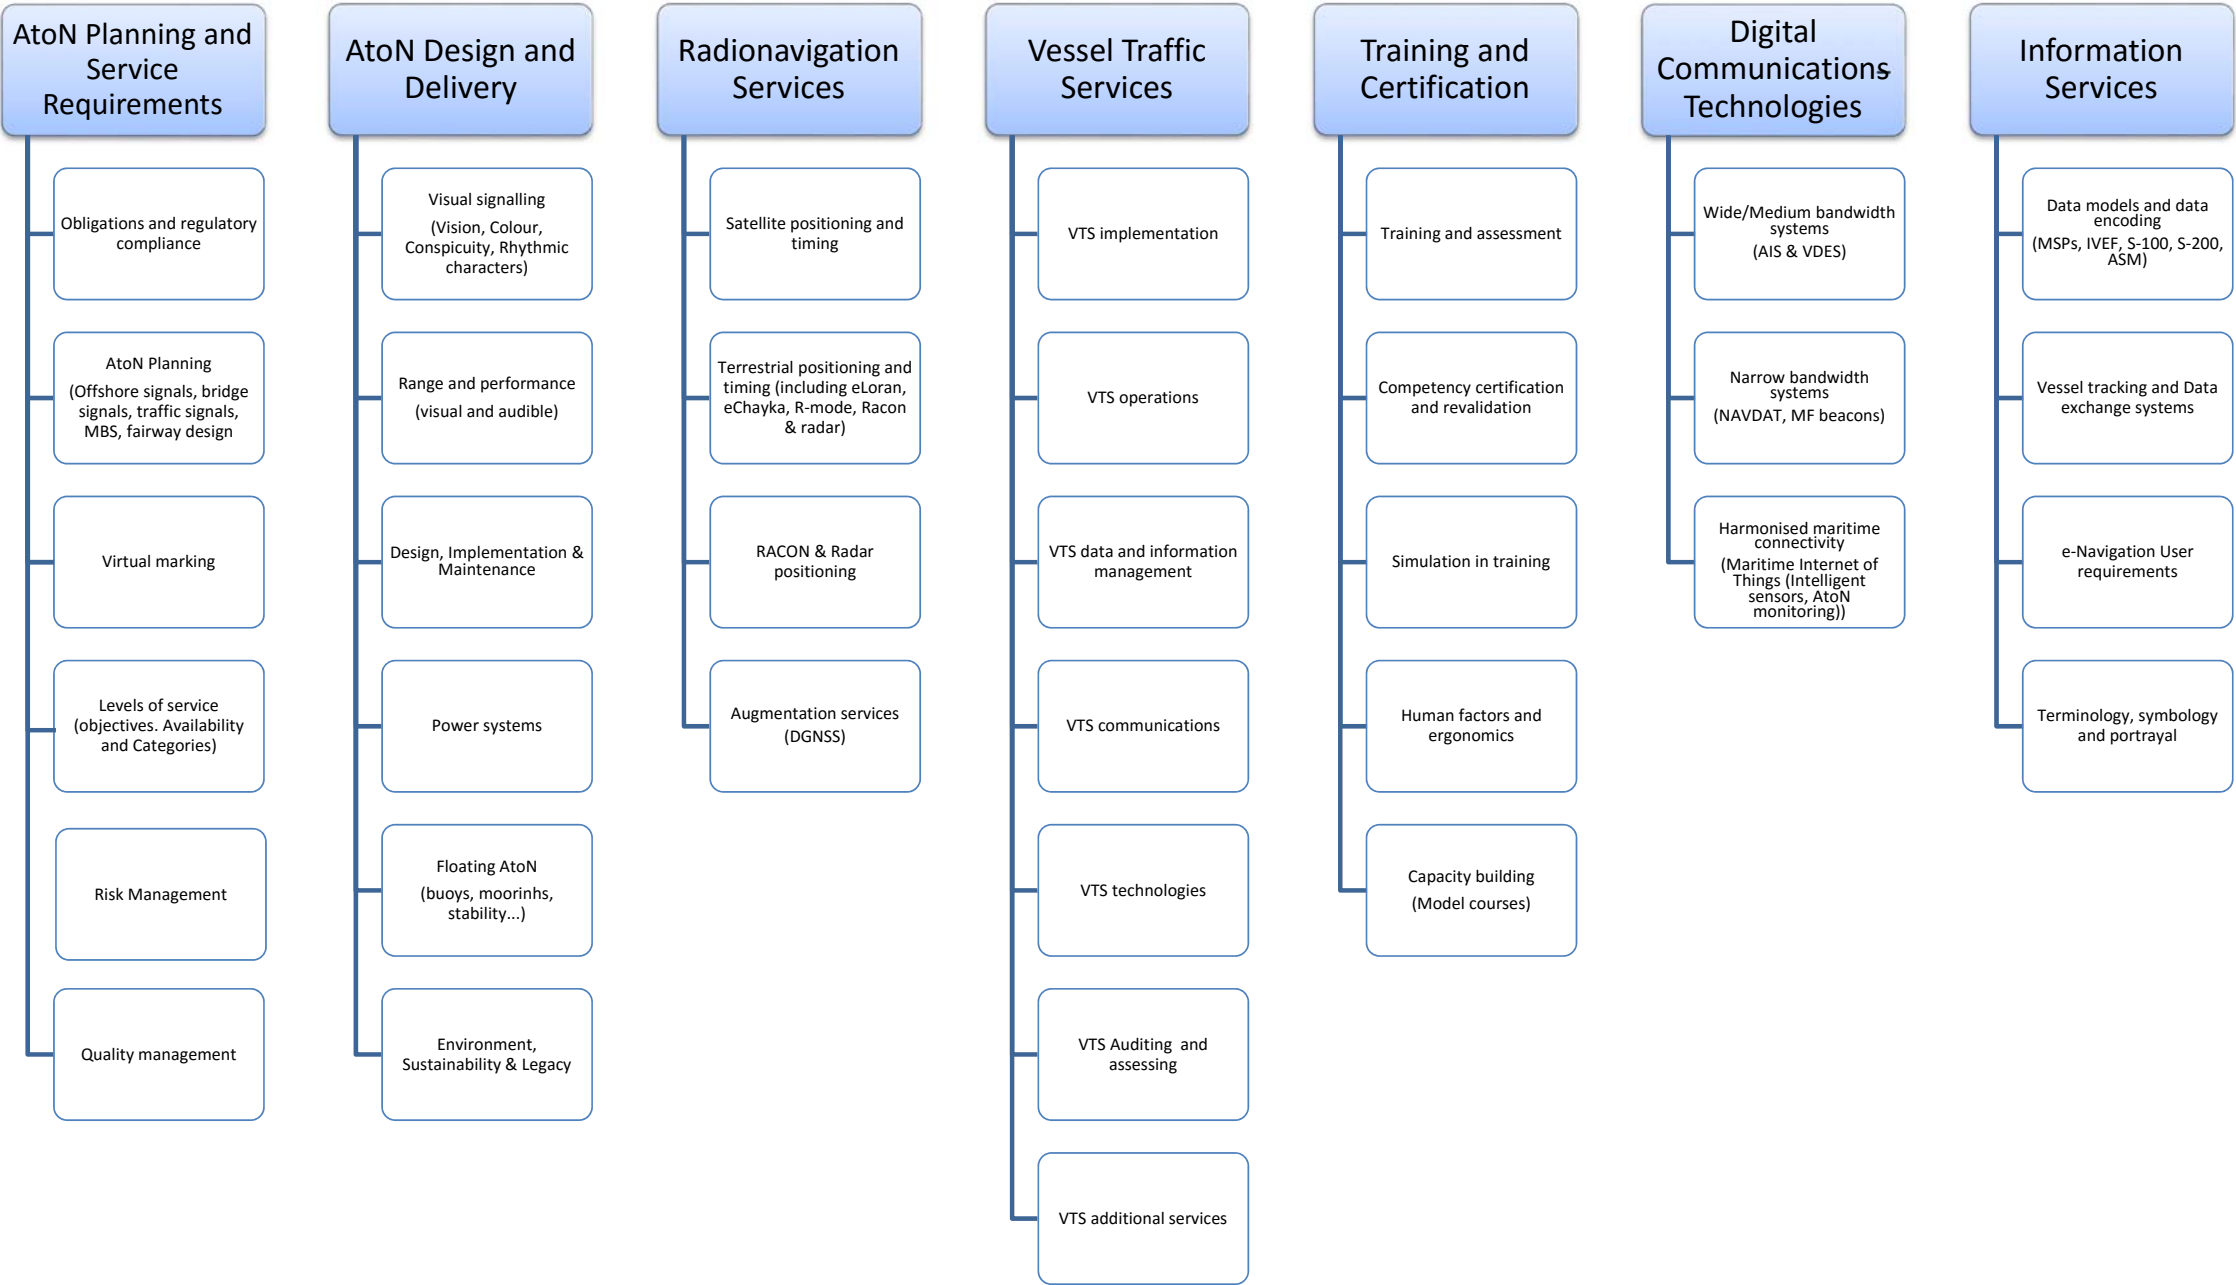 AtoN Planning and
Service
Requirements
Obligations and regulatory
compliance
AtoN Planning
(Offshore signals, bridge
signals, traffic signals,
MBS, fairway design
Virtual marking
Levels of service
(objectives. Availability
and Categories)
Risk Management
Quality management
AtoN Design and
Delivery
Visual signalling
(Vision, Colour,
Conspicuity, Rhythmic
characters)
Range and performance
(visual and audible)
Design, Implementation &
Maintenance
Power systems
Floating AtoN
(buoys, moorinhs,
stability...)
Environment,
Sustainability & Legacy
Radionavigation
Services
Satellite positioning and
timing
Terrestrial positioning and
timing (including eLoran,
eChayka, R-mode, Racon
& radar)
RACON & Radar
positioning
Augmentation services
(DGNSS)
Vessel Traffic
Services
VTS implementation
VTS operations
VTS data and information
management
VTS communications
VTS technologies
VTS Auditing  and
assessing
VTS additional services
Training and
Certification
Training and assessment
Competency certification
and revalidation
Simulation in training
Human factors and
ergonomics
Capacity building
(Model courses)
Digital
Communications
Technologies
Wide/Medium bandwidth
systems
(AIS & VDES)
Narrow bandwidth
systems
(NAVDAT, MF beacons)
Harmonised maritime
connectivity
(Maritime Internet of
Things (Intelligent
sensors, AtoN
monitoring))
Information
Services
Data models and data
encoding
(MSPs, IVEF, S-100, S-200,
ASM)
Vessel tracking and Data
exchange systems
e-Navigation User
requirements
Terminology, symbology
and portrayal